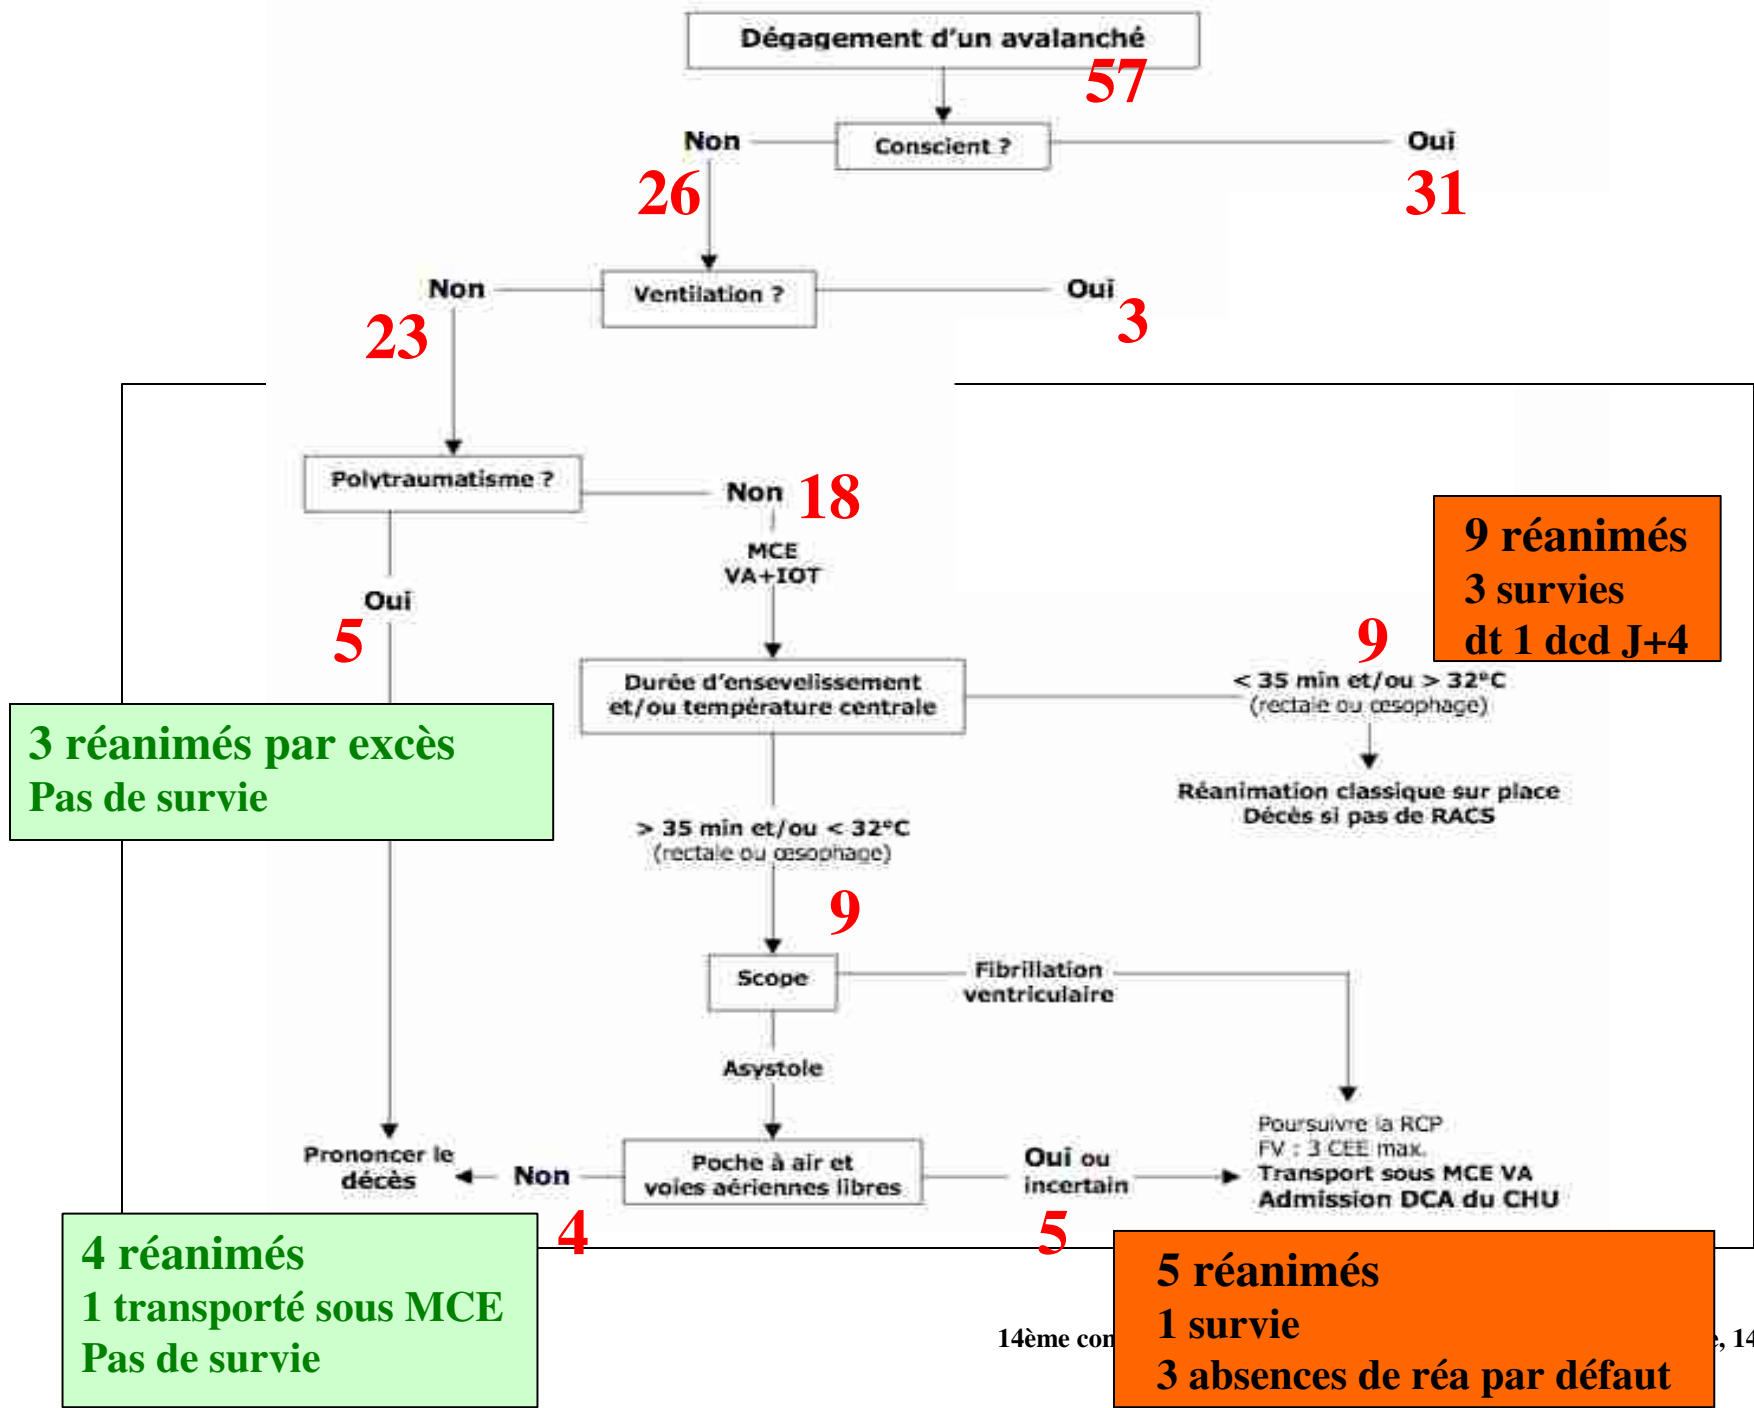 Dégagement d'un avalanché
57
Non
Conscient ?
Oui
26
31
Non
Ventilation ?
Oui
23
3
Polytraumatisme ?
Non
18
MCE
VA+IOT
Oui
5
9 réanimés
3 survies
dt 1 dcd J+4
9
Durée d'ensevelissement
et/ou température centrale
< 35 min et/ou > 32°C
(rectale ou œsophage)
3 réanimés par excès
Pas de survie
Réanimation classique sur place
Décès si pas de RACS
> 35 min et/ou < 32°C
(rectale ou œsophage)
9
Scope
Fibrillation
ventriculaire
Asystole
Prononcer le
décès
Non
Poche à air et
voies aériennes libres
Oui ou
incertain
Poursuivre la RCP
FV : 3 CEE max.
Transport sous MCE VA
Admission DCA du CHU
4
5
4 réanimés
1 transporté sous MCE
Pas de survie
5 réanimés
1 survie
3 absences de réa par défaut
14ème con
, 14